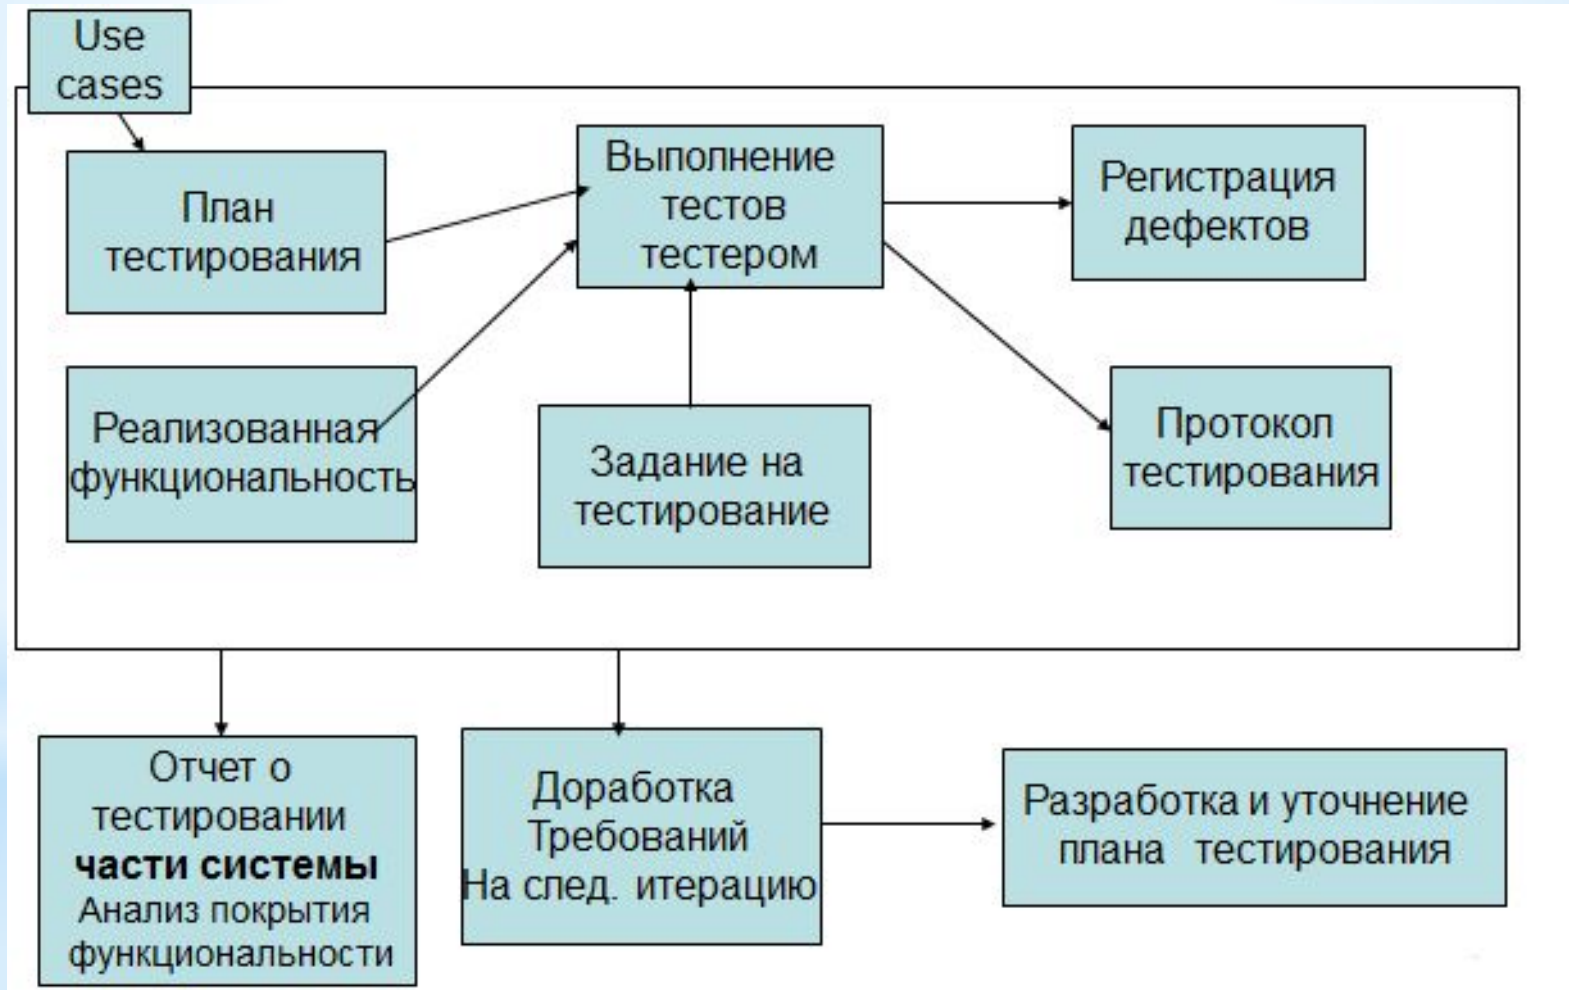 Use
cases
План
тестирования
Выполнение
тестов
тестером
Регистрация
дефектов
Реализованная
функциональность
Задание на
тестирование
Протокол
тестирования
Отчет о
тестировании
части системы
Анализ покрытия
функциональности
Доработка
Требований
На след. итерацию
Разработка и уточнение
плана тестирования